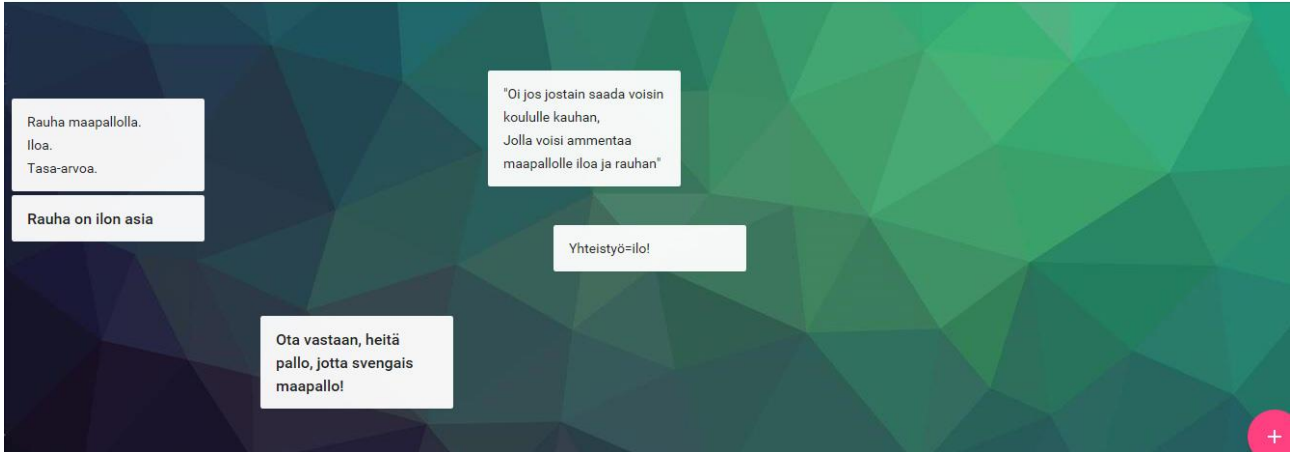 Rauha maapallolla.
Iloa.
Tasa-arvoa.
Rauha on ilon asia
"Oi jos jostain saada voisin
koululle kauhan,
Jolla voisi ammentaa
maapallolle iloa ja rauhan"
Yhteistyö=ilo!
Ota vastaan, heitä
pallo, jotta svengais
maapallo!
+